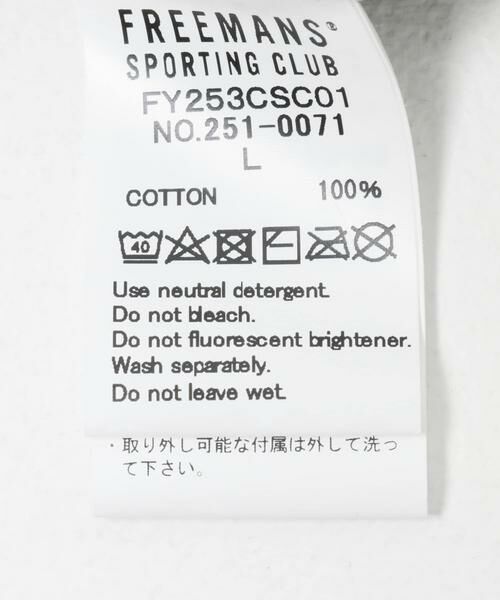 FREEMANS®
SPORTING CLUB
FY253CSC01
NO.251-0071
L
COTTON 100%
40
Use neutral detergent.
Do not bleach.
Do not fluorescent brightener.
Wash separately.
Do not leave wet.
・取り外し可能な付属は外して洗っ
て下さい。